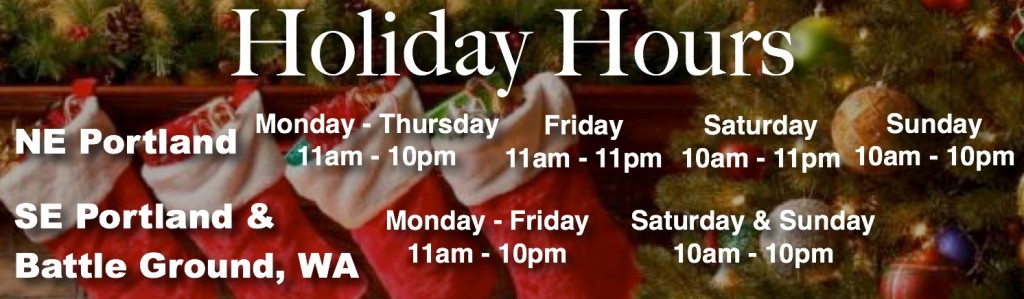 Holiday Hours
NE Portland
Monday - Thursday
11am - 10pm
Friday
11am - 11pm
Saturday
10am - 11pm
Sunday
10am - 10pm
SE Portland &
Battle Ground, WA
Monday - Friday
11am - 10pm
Saturday & Sunday
10am - 10pm